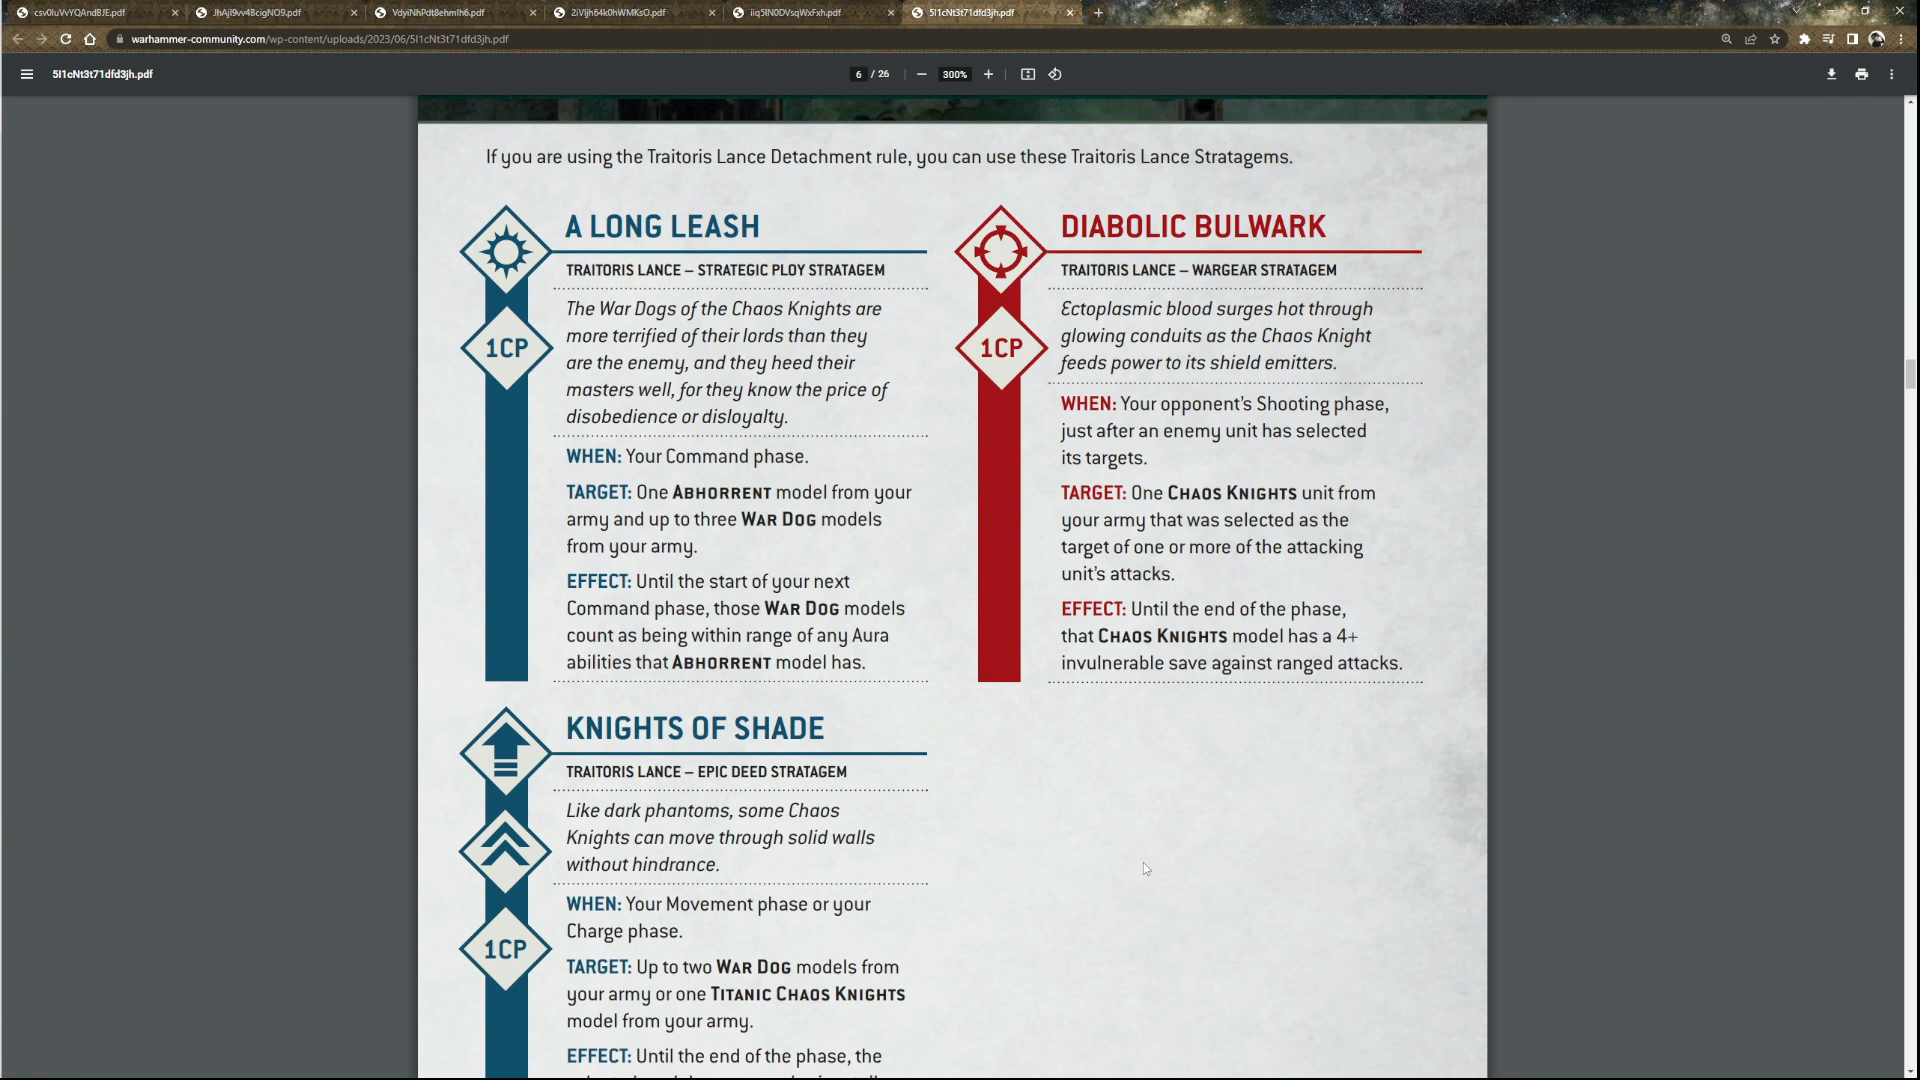 csv0IuVvYQAndBJE.pdf
JhAjI9vv4BcigNO9.pdf
VdyiNhPdt8ehmIh6.pdf
2iVIjh64k0hWMKsO.pdf
iiq5IN0DVsqWxFxh.pdf
5I1cNt3t71dfd3jh.pdf
warhammer-community.com/wp-content/uploads/2023/06/5I1cNt3t71dfd3jh.pdf
5I1cNt3t71dfd3jh.pdf
6 / 26
300%
If you are using the Traitoris Lance Detachment rule, you can use these Traitoris Lance Stratagems.
A LONG LEASH
TRAITORIS LANCE – STRATEGIC PLOY STRATAGEM
1CP
The War Dogs of the Chaos Knights are
more terrified of their lords than they
are the enemy, and they heed their
masters well, for they know the price of
disobedience or disloyalty.
WHEN: Your Command phase.
TARGET: One ABHORRENT model from your
army and up to three WAR DOG models
from your army.
EFFECT: Until the start of your next
Command phase, those WAR DOG models
count as being within range of any Aura
abilities that ABHORRENT model has.
KNIGHTS OF SHADE
TRAITORIS LANCE – EPIC DEED STRATAGEM
Like dark phantoms, some Chaos
Knights can move through solid walls
without hindrance.
1CP
WHEN: Your Movement phase or your
Charge phase.
TARGET: Up to two WAR DOG models from
your army or one TITANIC CHAOS KNIGHTS
model from your army.
EFFECT: Until the end of the phase, the
DIABOLIC BULWARK
TRAITORIS LANCE – WARGEAR STRATAGEM
1CP
Ectoplasmic blood surges hot through
glowing conduits as the Chaos Knight
feeds power to its shield emitters.
WHEN: Your opponent's Shooting phase,
just after an enemy unit has selected
its targets.
TARGET: One CHAOS KNIGHTS unit from
your army that was selected as the
target of one or more of the attacking
unit's attacks.
EFFECT: Until the end of the phase,
that CHAOS KNIGHTS model has a 4+
invulnerable save against ranged attacks.